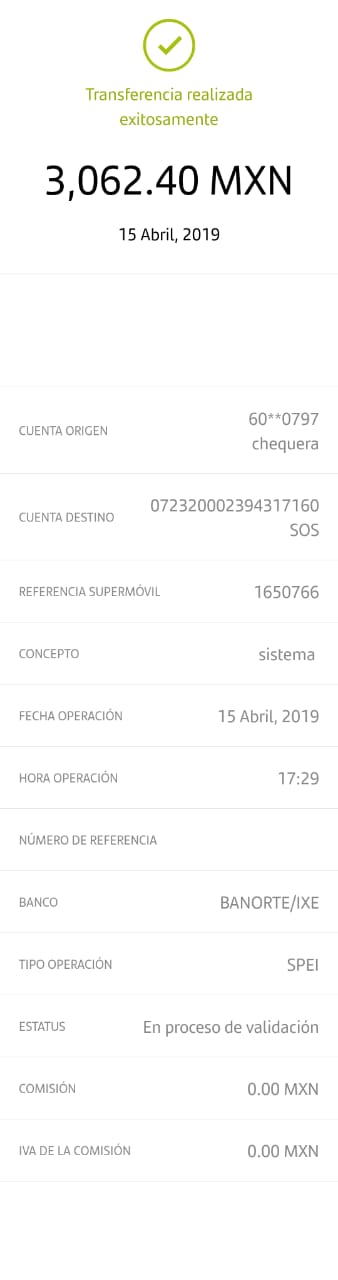 Transferencia realizada
exitosamente
3,062.40 MXN
15 Abril, 2019
CUENTA ORIGEN
60**0797
chequera
CUENTA DESTINO
072320002394317160
SOS
REFERENCIA SUPERMÓVIL
1650766
CONCEPTO
sistema
FECHA OPERACIÓN
15 Abril, 2019
HORA OPERACIÓN
17:29
NÚMERO DE REFERENCIA
BANCO
BANORTE/IXE
TIPO OPERACIÓN
SPEI
ESTATUS
En proceso de validación
COMISIÓN
0.00 MXN
IVA DE LA COMISIÓN
0.00 MXN